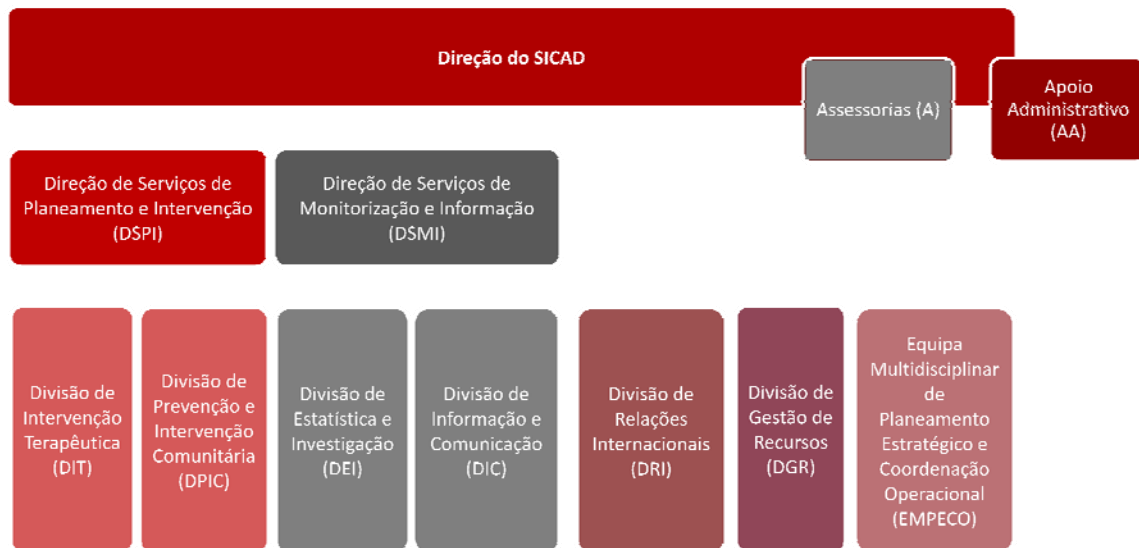 Direção do SICAD
Assessorias (A)
Apoio
Administrativo
(AA)
Direção de Serviços de
Planeamento e Intervenção
(DSPI)
Direção de Serviços de
Monitorização e Informação
(DSMI)
Divisão de
Intervenção
Terapêutica
(DIT)
Divisão de
Prevenção e
Intervenção
Comunitária
(DPIC)
Divisão de
Estatística e
Investigação
(DEI)
Divisão de
Informação e
Comunicação
(DIC)
Divisão de
Relações
Internacionais
(DRI)
Divisão de
Gestão de
Recursos
(DGR)
Equipa
Multidisciplinar
de
Planeamento
Estratégico e
Coordenação
Operacional
(EMPECO)